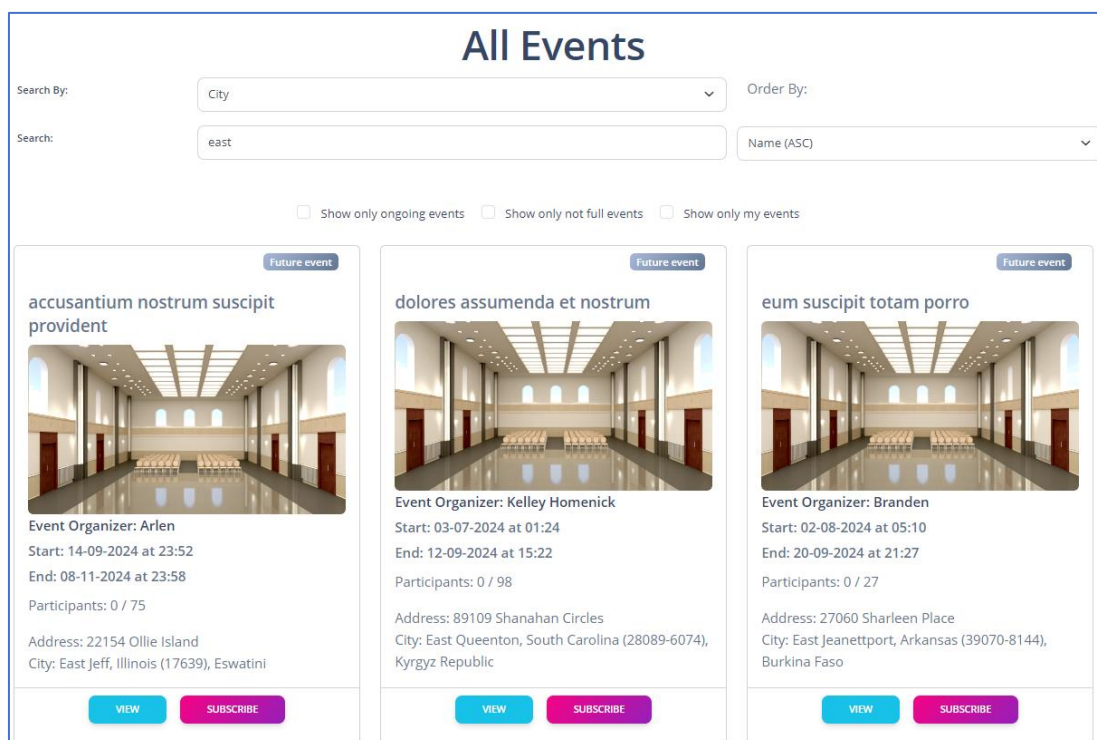 All Events
Search By:
City
Order By:
Search:
east
Name (ASC)
Show only ongoing events
Show only not full events
Show only my events
Future event
accusantium nostrum suscipit
provident
Event Organizer: Arlen
Start: 14-09-2024 at 23:52
End: 08-11-2024 at 23:58
Participants: 0 / 75
Address: 22154 Ollie Island
City: East Jeff, Illinois (17639), Eswatini
VIEW
SUBSCRIBE
Future event
dolores assumenda et nostrum
Event Organizer: Kelley Homenick
Start: 03-07-2024 at 01:24
End: 12-09-2024 at 15:22
Participants: 0 / 98
Address: 89109 Shanahan Circles
City: East Queenton, South Carolina (28089-6074),
Kyrgyz Republic
VIEW
SUBSCRIBE
Future event
eum suscipit totam porro
Event Organizer: Branden
Start: 02-08-2024 at 05:10
End: 20-09-2024 at 21:27
Participants: 0 / 27
Address: 27060 Sharleen Place
City: East Jeanettport, Arkansas (39070-8144),
Burkina Faso
VIEW
SUBSCRIBE